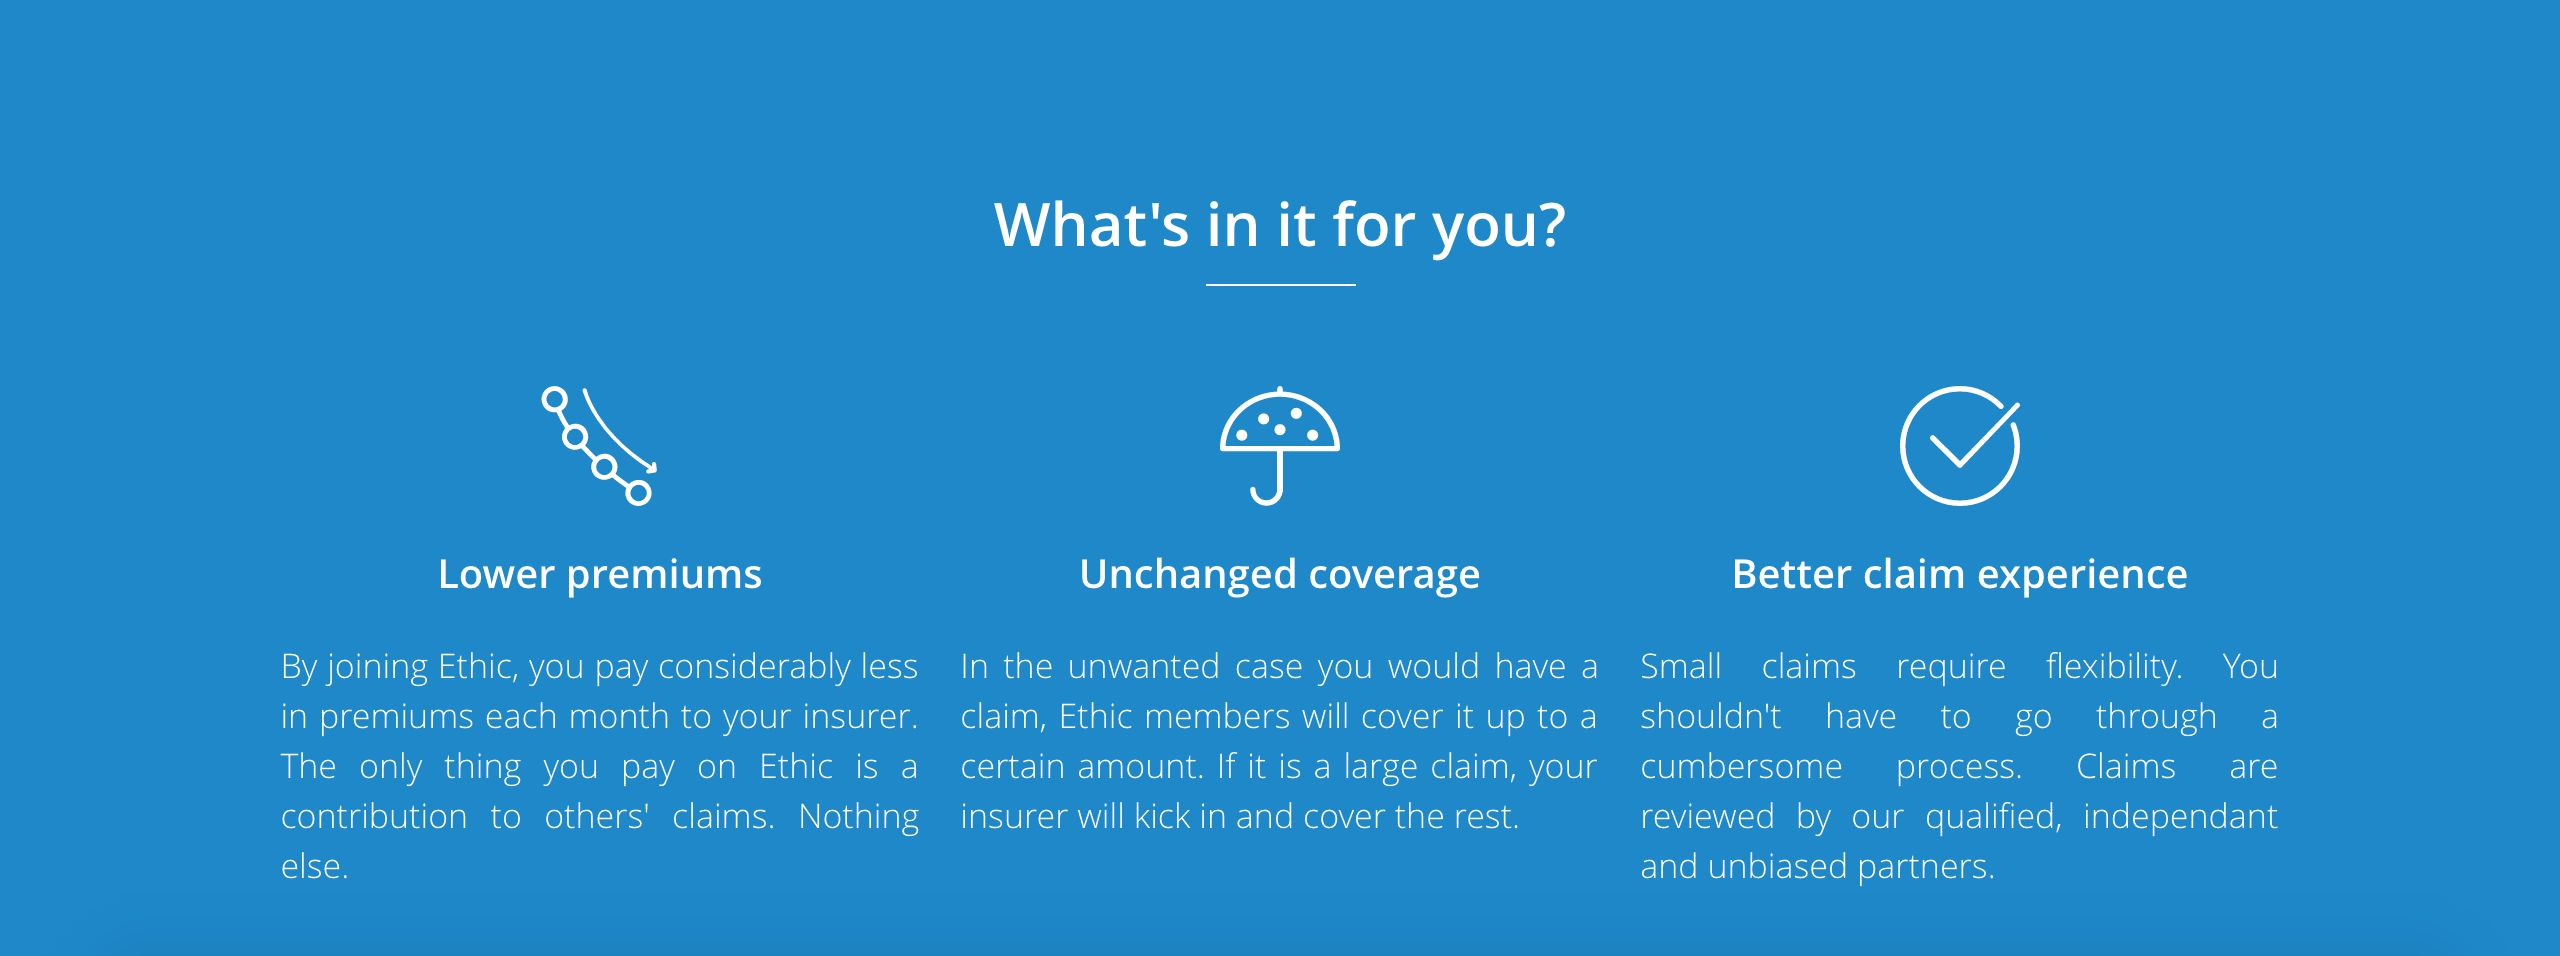 What's in it for you?
Lower premiums
By joining Ethic, you pay considerably less
in premiums each month to your insurer.
The only thing you pay on Ethic is a
contribution to others' claims. Nothing
else.
Unchanged coverage
In the unwanted case you would have a
claim, Ethic members will cover it up to a
certain amount. If it is a large claim, your
insurer will kick in and cover the rest.
Better claim experience
Small claims require flexibility. You
shouldn't have to go through a
cumbersome process. Claims are
reviewed by our qualified, independant
and unbiased partners.